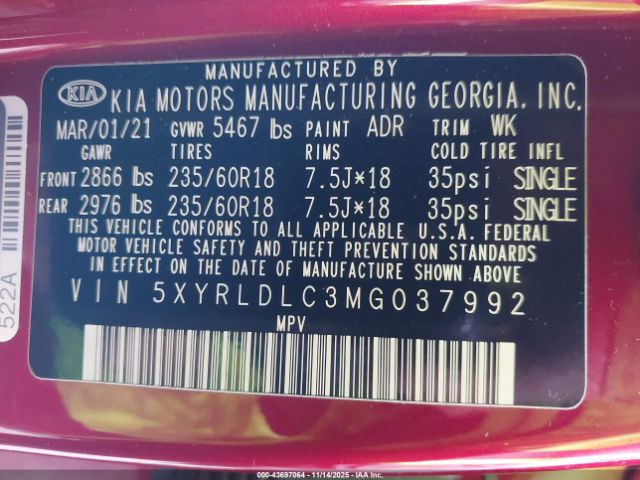 MANUFACTURED BY
KIA KIA MOTORS MANUFACTURING GEORGIA, INC.
MAR/01/21 GVWR 5467 lbs PAINT ADR TRIM WK
GAWR TIRES RIMS COLD TIRE INFL
FRONT 2866 lbs 235/60R18 7.5J*18 35psi SINGLE
REAR 2976 lbs 235/60R18 7.5J*18 35psi SINGLE
THIS VEHICLE CONFORMS TO ALL APPLICABLE U.S.A. FEDERAL
MOTOR VEHICLE SAFETY AND THEFT PREVENTION STANDARDS
IN EFFECT ON THE DATE OF MANUFACTURE SHOWN ABOVE.
VIN 5XYRLDLC3MG037992
MPV
522A
00-43697064 - 11/14/2025 - IAA Corp.